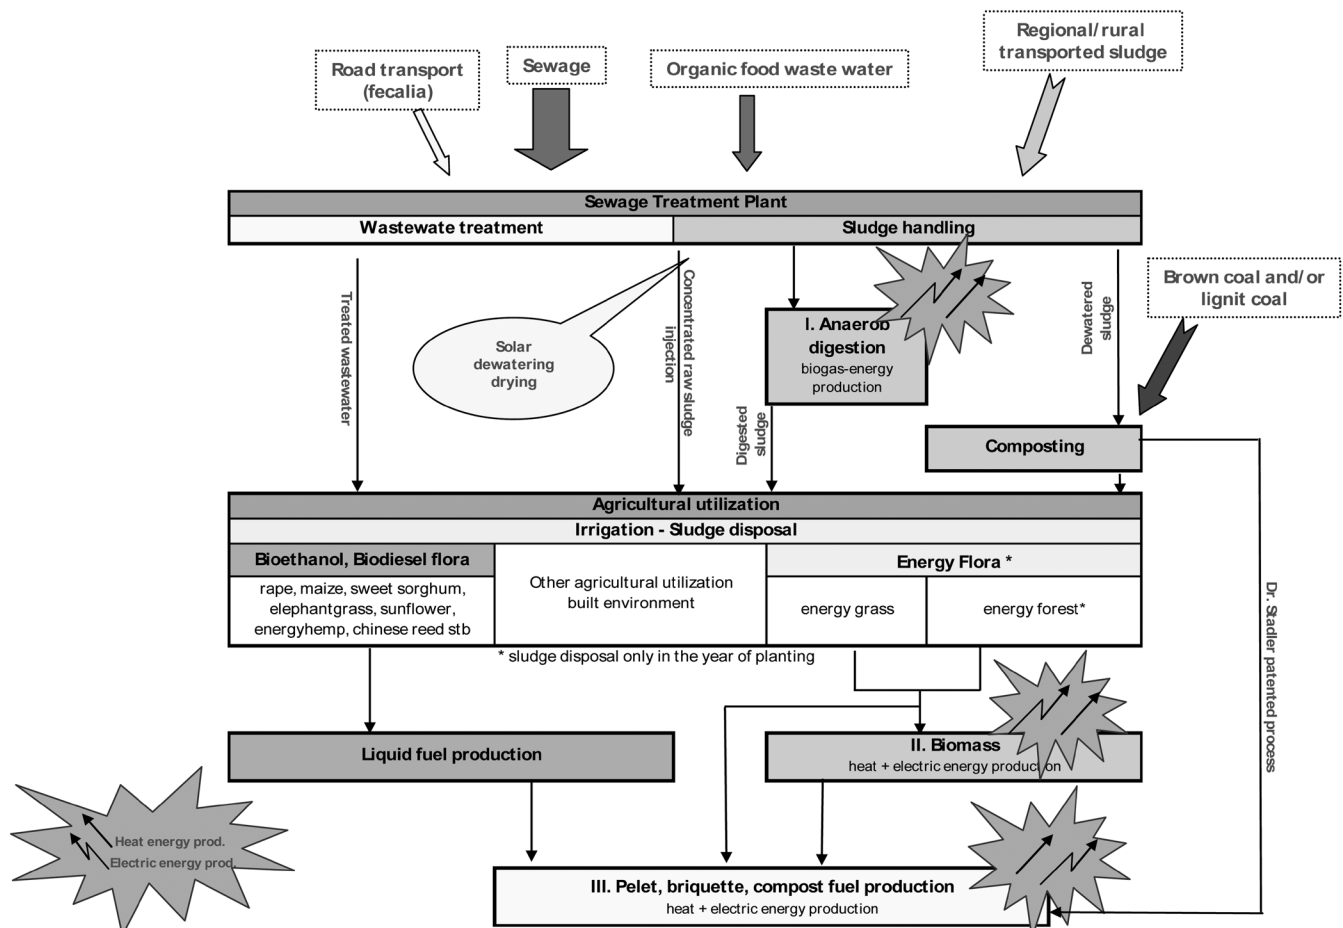 Regional/rural
transported sludge
Road transport
(fecalia)
Sewage
Organic food waste water
Sewage Treatment Plant
Wastewate treatment
Sludge handling
Brown coal and/or
lignit coal
Treated wastewater
Solar
dewatering
drying
Concentrated raw sludge
injection
I. Anaerob
digestion
biogas-energy
production
Digested
sludge
Dewatered
sludge
Composting
Agricultural utilization
Irrigation - Sludge disposal
Bioethanol, Biodiesel flora
rape, maize, sweet sorghum,
elephantgrass, sunflower,
energyhemp, chinese reed stb
Other agricultural utilization
built environment
Energy Flora *
energy grass
energy forest*
* sludge disposal only in the year of planting
Dr. Stadler patented process
Liquid fuel production
II. Biomass
heat + electric energy production
Heat energy prod.
Electric energy prod.
III. Pelet, briquette, compost fuel production
heat + electric energy production